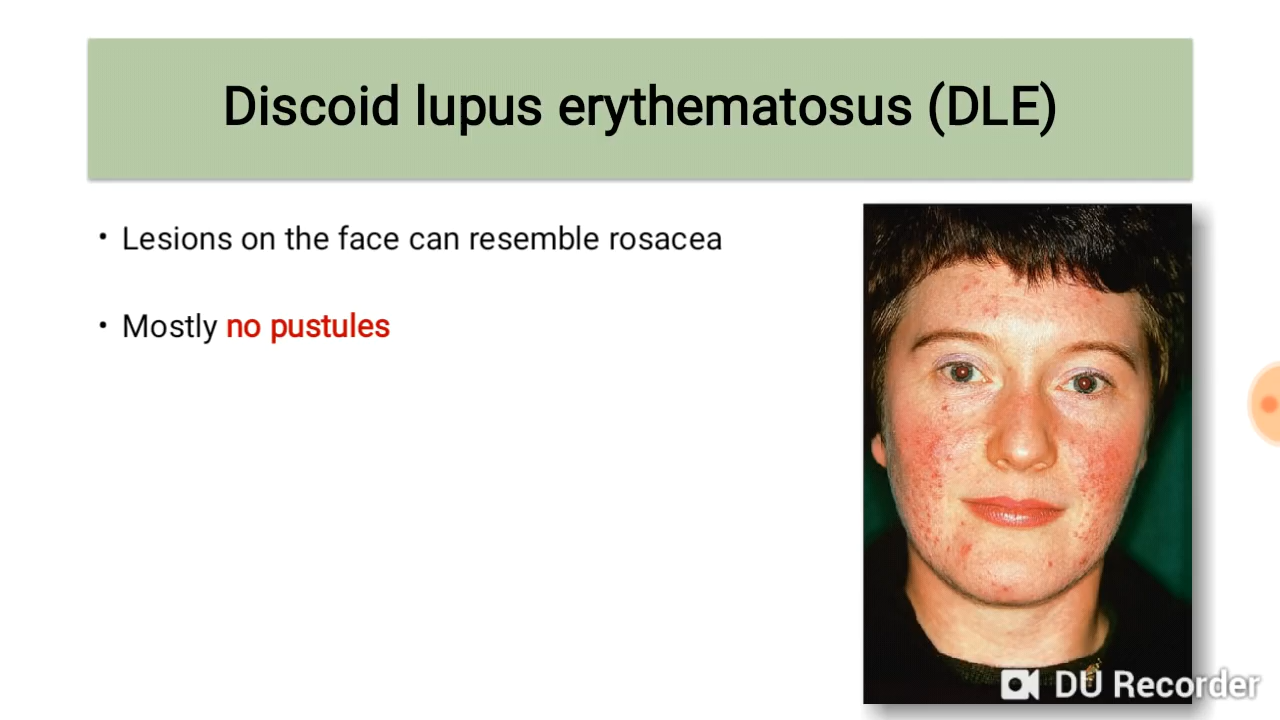 Discoid lupus erythematosus (DLE)
• Lesions on the face can resemble rosacea
• Mostly no pustules
DU Recorder